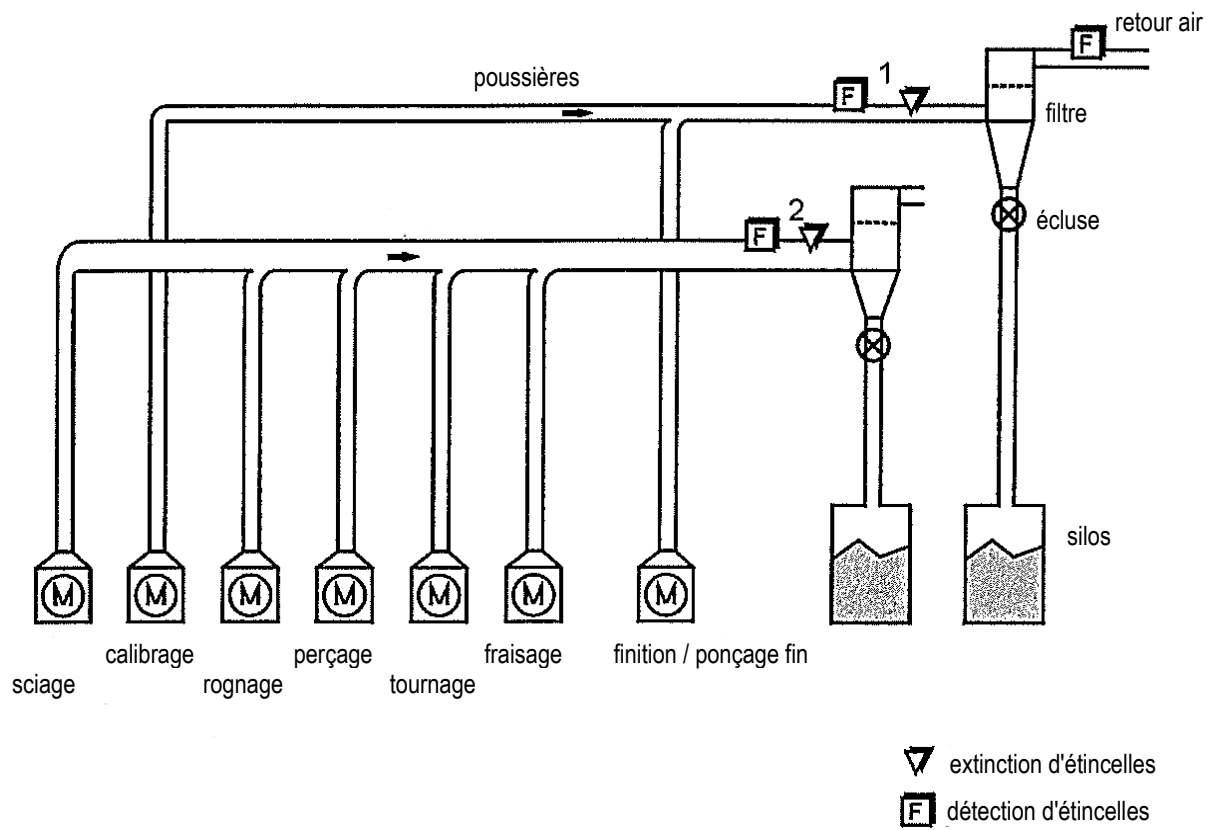 retour air
F
poussières
F
1
filtre
F
2
écluse
silos
M
M
M
M
M
M
M
calibrage
perçage
fraisage
finition / ponçage fin
sciage
rognage
tournage
extinction d'étincelles
F
détection d'étincelles